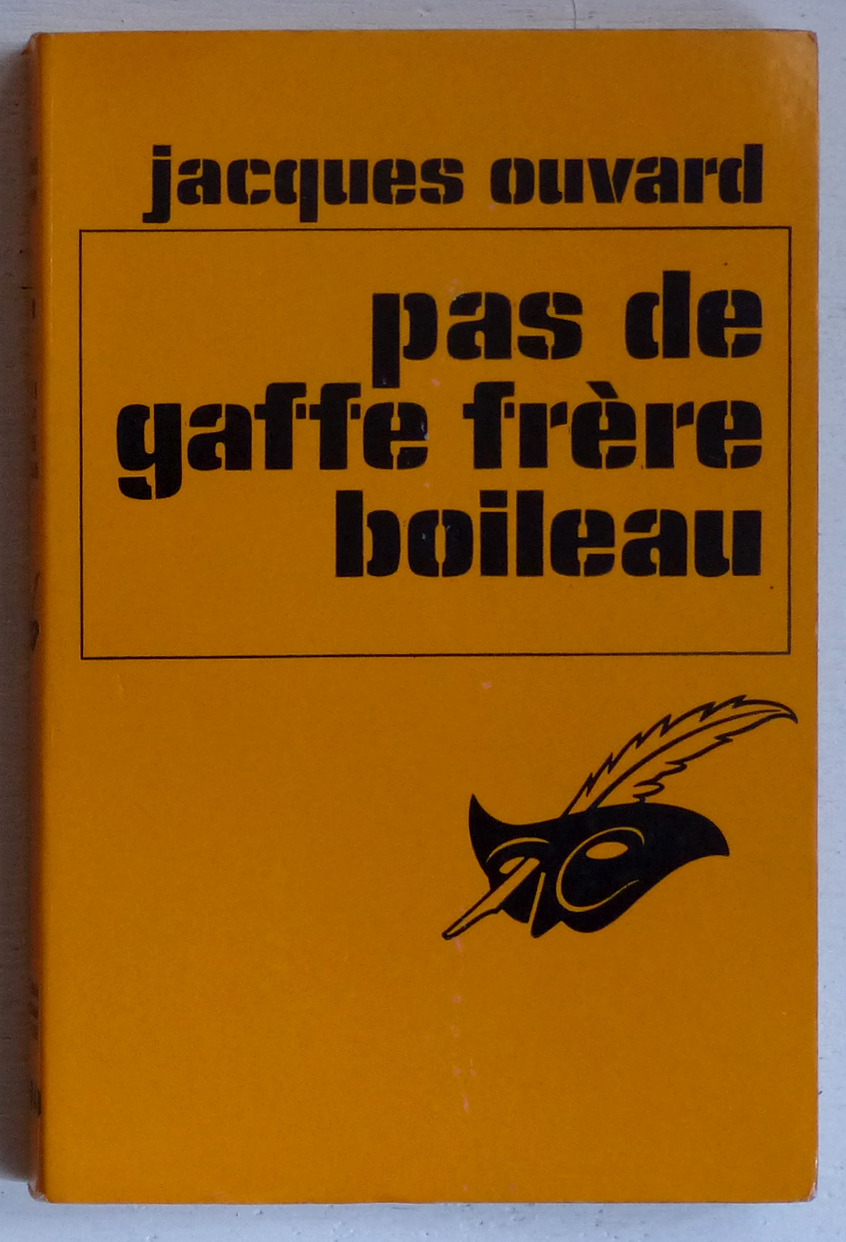 jacques ouvard
pas de
gaffe frère
boileau